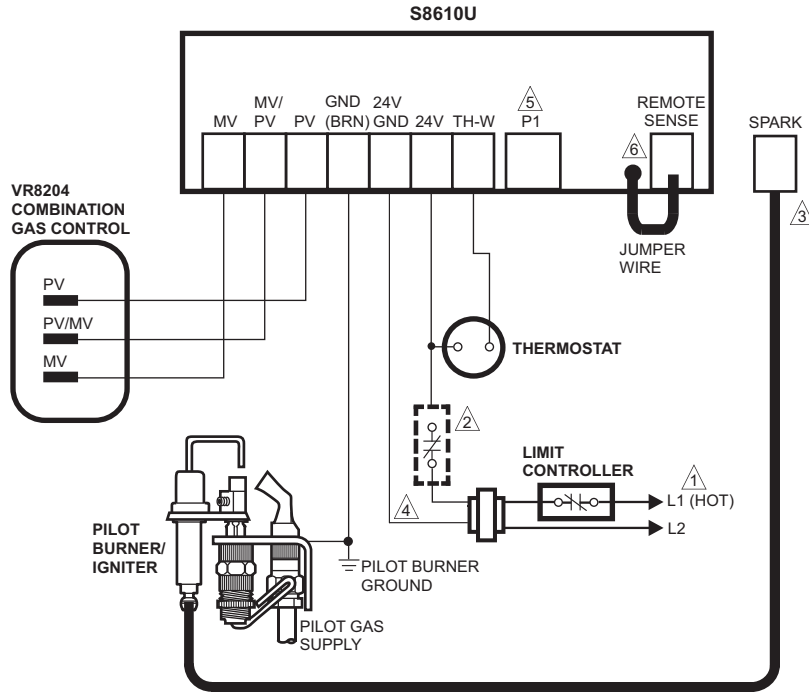 S8610U
MV
MV/
PV
PV
GND
(BRN)
24V
GND
24V
TH-W
5
P1
REMOTE
SENSE
6
JUMPER
WIRE
SPARK
3
VR8204
COMBINATION
GAS CONTROL
PV
PV/MV
MV
THERMOSTAT
2
LIMIT
CONTROLLER
1
L1 (HOT)
L2
4
PILOT
BURNER/
IGNITER
PILOT BURNER
GROUND
PILOT GAS
SUPPLY